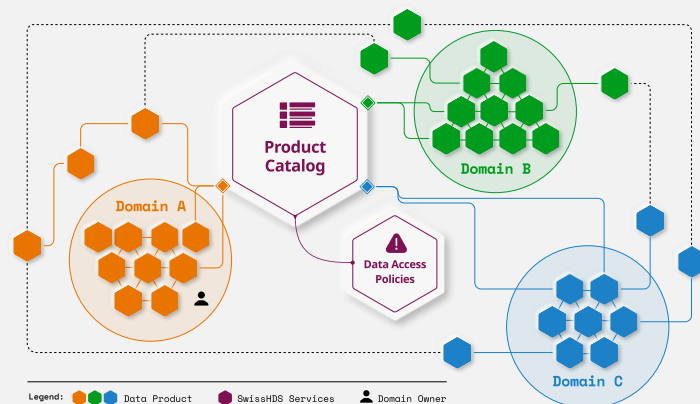 Product
Catalog
Domain B
Domain A
Data Access
Policies
Domain C
Legend:
Data Product
SwissHDS Services
Domain Owner